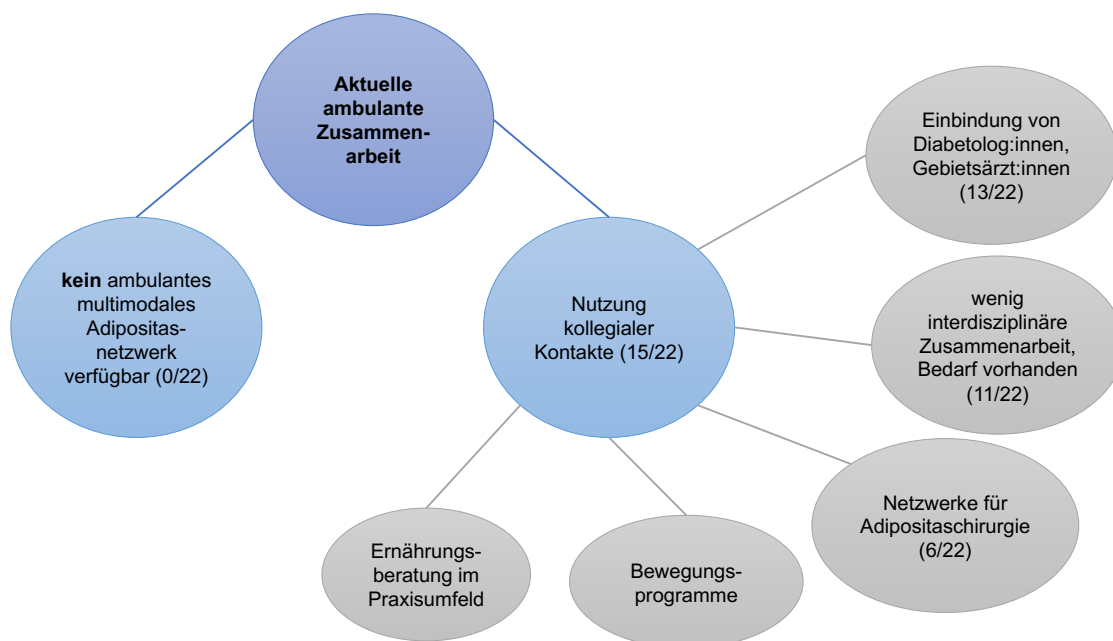 Aktuelle
ambulante
Zusammen-
arbeit
kein ambulantes
multimodales
Adipositas-
netzwerk
verfügbar (0/22)
Nutzung
kollegialer
Kontakte (15/22)
Einbindung von
Diabetolog:innen,
Gebietsärzt:innen
(13/22)
wenig
interdisziplinäre
Zusammenarbeit,
Bedarf vorhanden
(11/22)
Netzwerke für
Adipositaschirurgie
(6/22)
Bewegungs-
programme
Ernährungs-
beratung im
Praxisumfeld